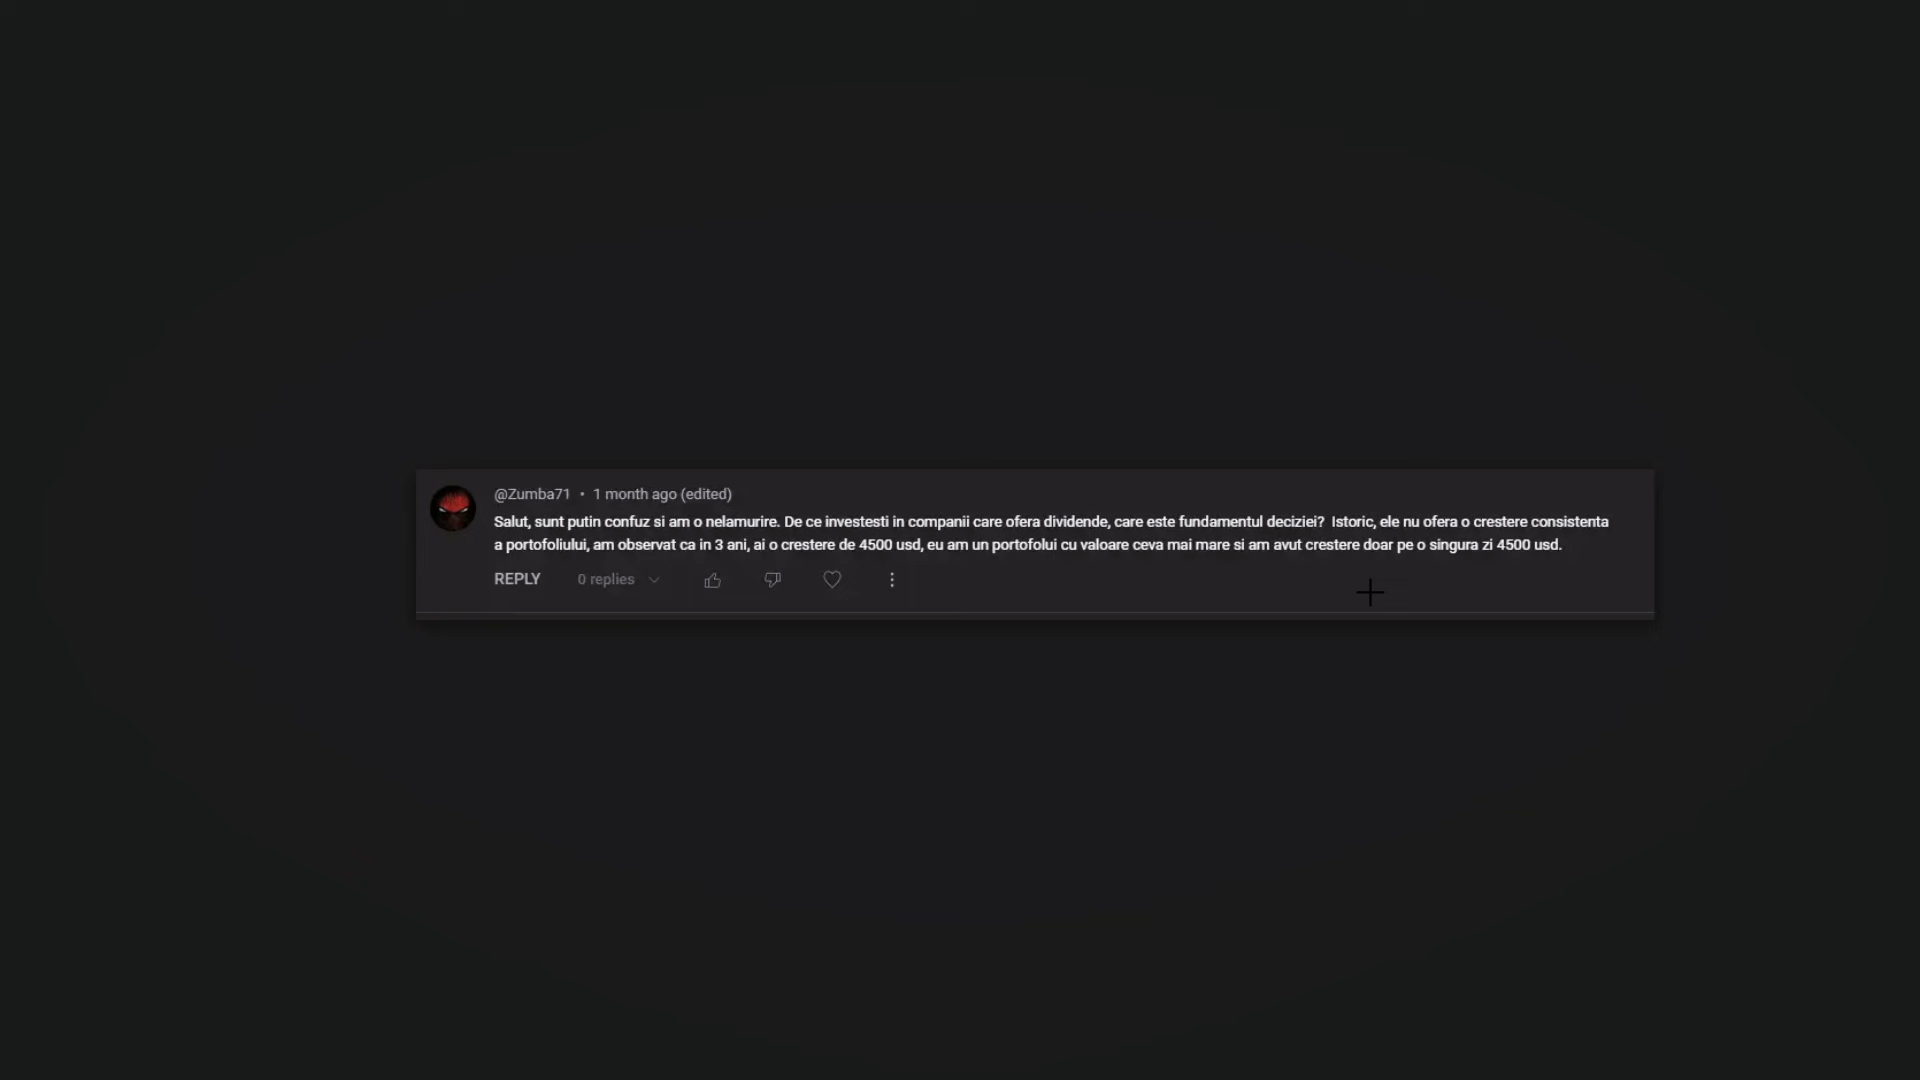 @Zumba71 • 1 month ago (edited)
Salut, sunt putin confuz si am o nelamurire. De ce investesti in companii care ofera dividende, care este fundamentul deciziei? Istoric, ele nu ofera o crestere consistenta
a portofoliului, am observat ca in 3 ani, ai o crestere de 4500 usd, eu am un portofolui cu valoare ceva mai mare si am avut crestere doar pe o singura zi 4500 usd.
REPLY 0 replies